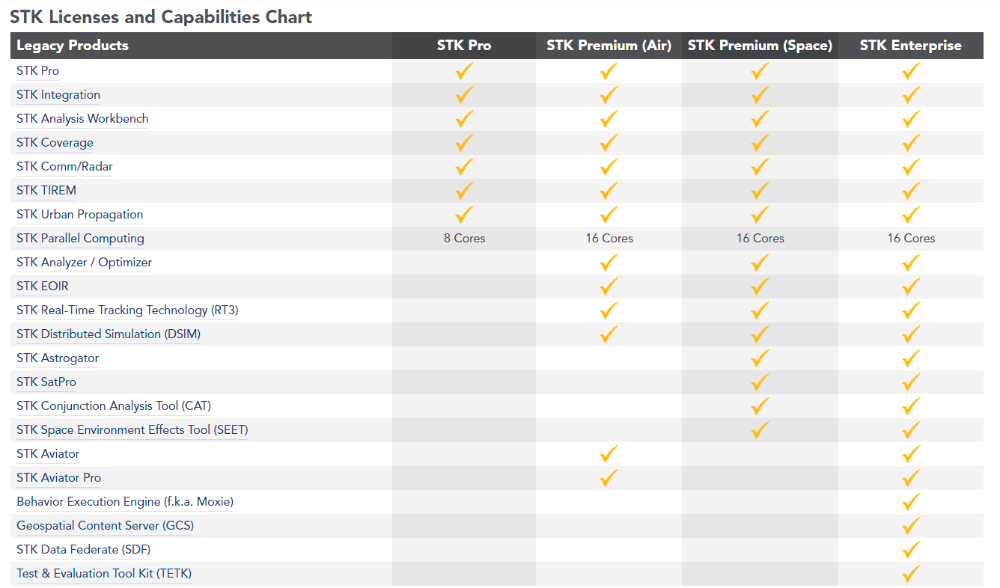 STK Licenses and Capabilities Chart
Legacy Products STK Pro STK Premium (Air) STK Premium (Space) STK Enterprise
STK Pro
STK Integration
STK Analysis Workbench
STK Coverage
STK Comm/Radar
STK TIREM
STK Urban Propagation
STK Parallel Computing 8 Cores 16 Cores 16 Cores 16 Cores
STK Analyzer / Optimizer
STK EOIR
STK Real-Time Tracking Technology (RT3)
STK Distributed Simulation (DSIM)
STK Astrogator
STK SatPro
STK Conjunction Analysis Tool (CAT)
STK Space Environment Effects Tool (SEET)
STK Aviator
STK Aviator Pro
Behavior Execution Engine (f.k.a. Moxie)
Geospatial Content Server (GCS)
STK Data Federate (SDF)
Test & Evaluation Tool Kit (TETK)